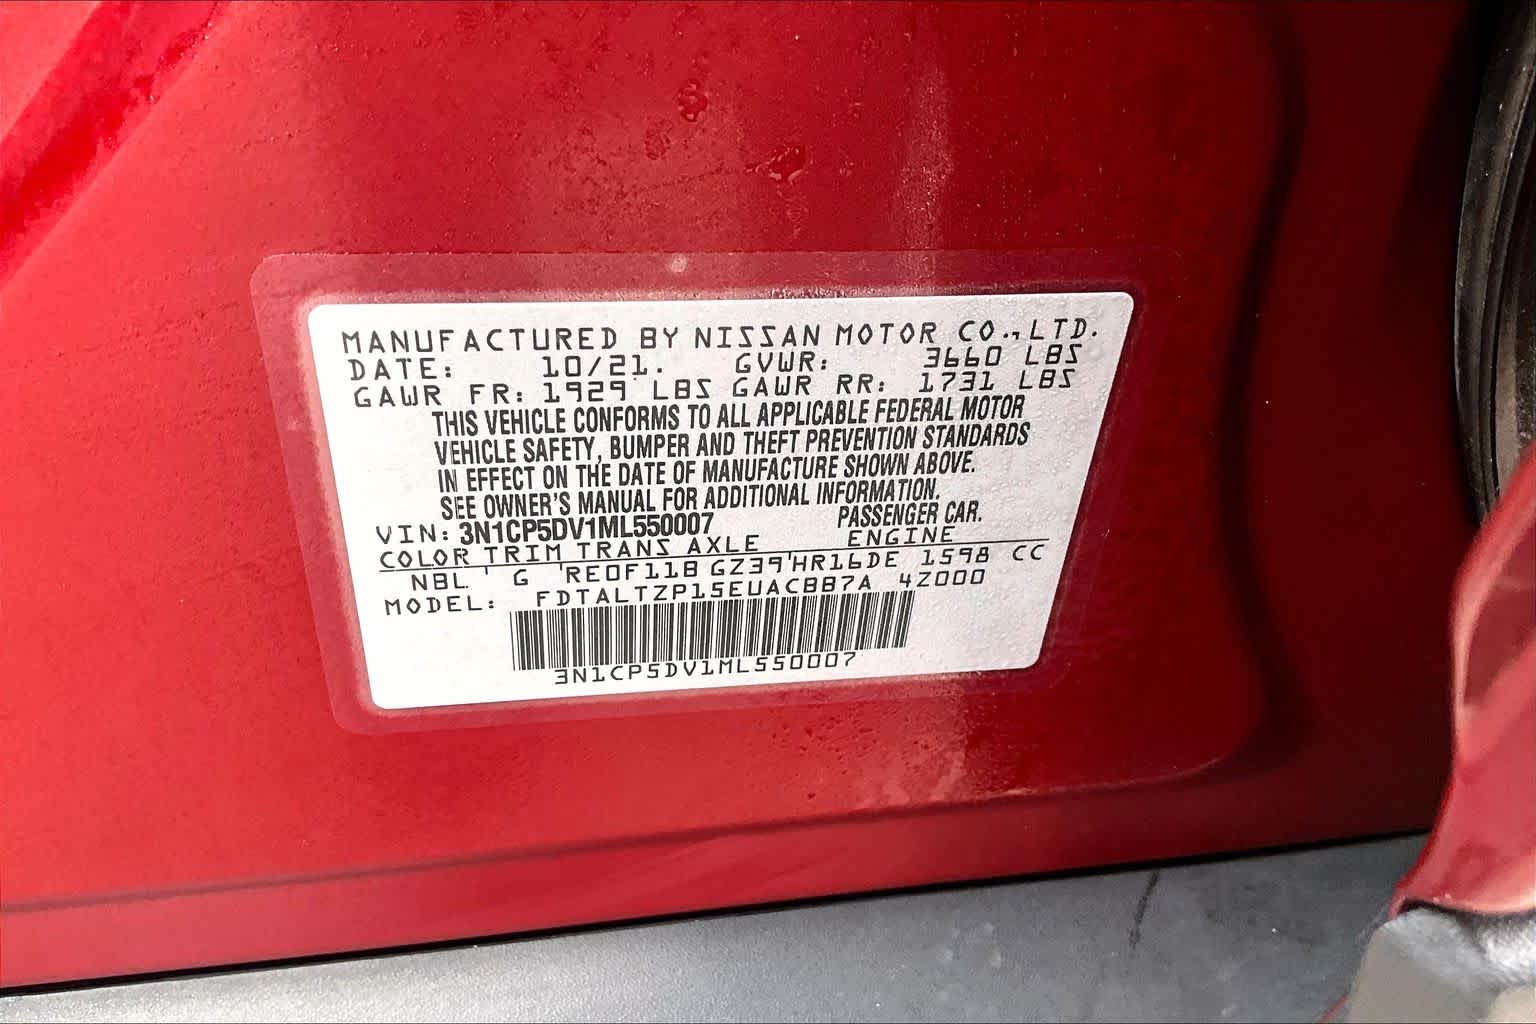 MANUFACTURED BY NISSAN MOTOR CO., LTD.
DATE: 10/21. GVWR: 3660 LBS
GAWR FR: 1929 LBS GAWR RR: 1731 LBS
THIS VEHICLE CONFORMS TO ALL APPLICABLE FEDERAL MOTOR
VEHICLE SAFETY, BUMPER AND THEFT PREVENTION STANDARDS
IN EFFECT ON THE DATE OF MANUFACTURE SHOWN ABOVE.
SEE OWNER'S MANUAL FOR ADDITIONAL INFORMATION.
VIN: 3N1CP5DV1ML550007 PASSENGER CAR.
COLOR TRIM TRANS AXLE ENGINE
NBL G RE0F11B GZ39 HR16DE 1598 CC
MODEL: FDTALTZP15EUACBB7A 4Z000
3N1CP5DV1ML550007